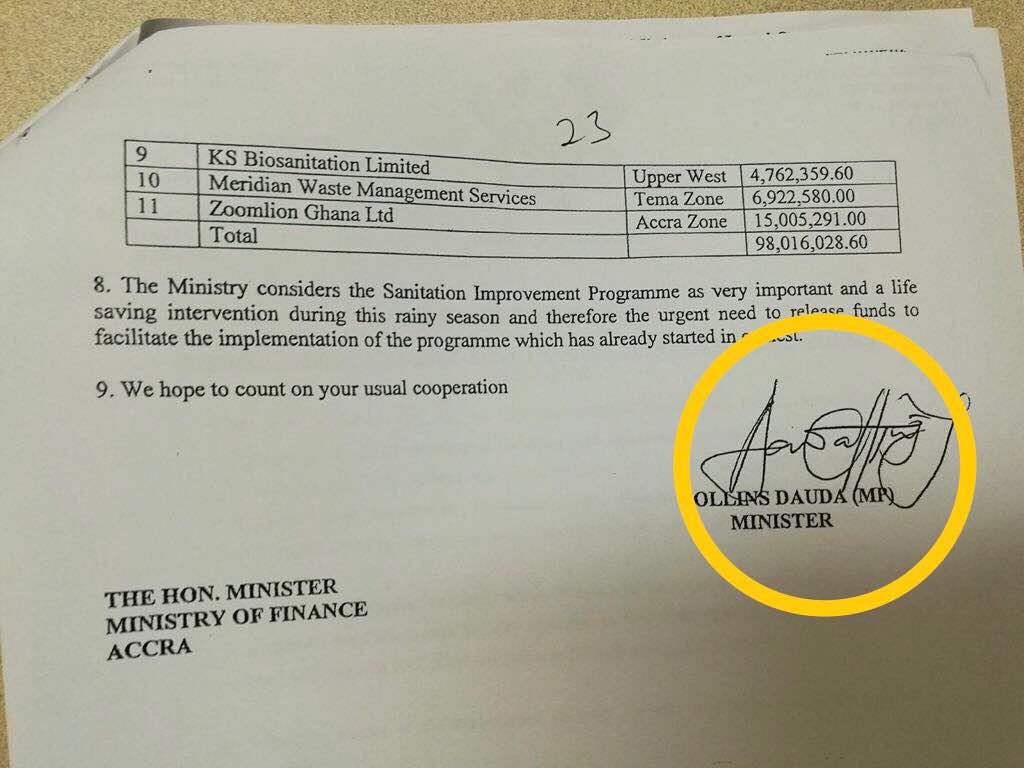 23
9 KS Biosanitation Limited Upper West 4,762,359.60
10 Meridian Waste Management Services Tema Zone 6,922,580.00
11 Zoomlion Ghana Ltd Accra Zone 15,005,291.00
Total 98,016,028.60
8. The Ministry considers the Sanitation Improvement Programme as very important and a life
saving intervention during this rainy season and therefore the urgent need to release funds to
facilitate the implementation of the programme which has already started in
9. We hope to count on your usual cooperation
OLLINS DAUDA (MP)
MINISTER
THE HON. MINISTER
MINISTRY OF FINANCE
ACCRA